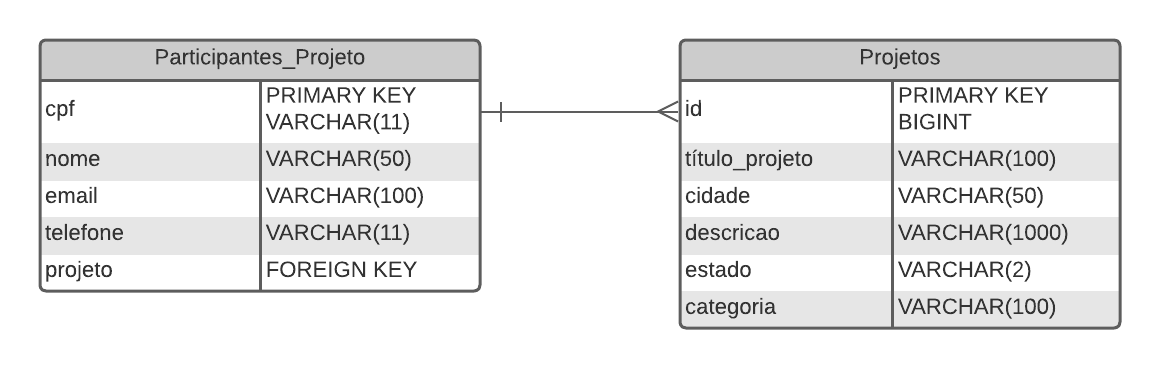 Participantes_Projeto
cpf PRIMARY KEY
VARCHAR(11)
nome VARCHAR(50)
email VARCHAR(100)
telefone VARCHAR(11)
projeto FOREIGN KEY
Projetos
id PRIMARY KEY
BIGINT
título_projeto VARCHAR(100)
cidade VARCHAR(50)
descricao VARCHAR(1000)
estado VARCHAR(2)
categoria VARCHAR(100)